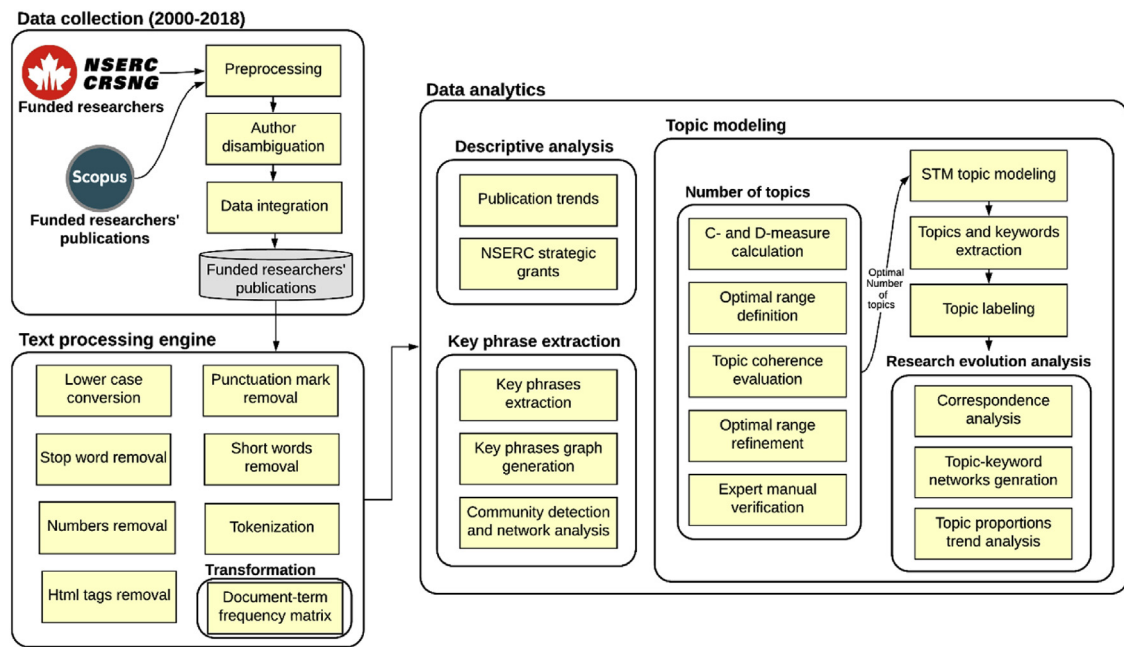 Data collection (2000-2018)
NSERC
CRSNG
Funded researchers
Scopus
Funded researchers'
publications
Preprocessing
Author
disambiguation
Data integration
Funded researchers'
publications
Text processing engine
Lower case
conversion
Punctuation mark
removal
Stop word removal
Short words
removal
Numbers removal
Tokenization
Html tags removal
Transformation
Document-term
frequency matrix
Data analytics
Descriptive analysis
Publication trends
NSERC strategic
grants
Key phrase extraction
Key phrases
extraction
Key phrases graph
generation
Community detection
and network analysis
Topic modeling
Number of topics
C- and D-measure
calculation
Optimal range
definition
Topic coherence
evaluation
Optimal range
refinement
Expert manual
verification
Optimal
Number
of
topics
STM topic modeling
Topics and keywords
extraction
Topic labeling
Research evolution analysis
Correspondence
analysis
Topic-keyword
networks genration
Topic proportions
trend analysis